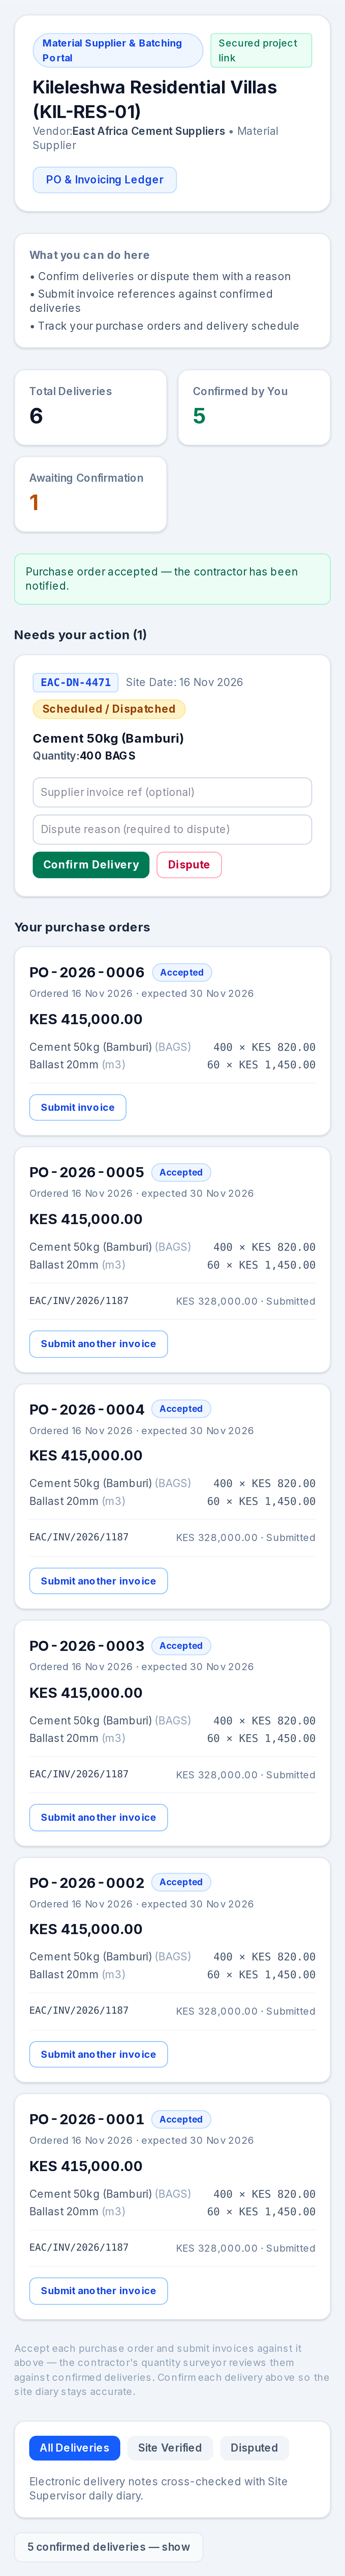 Material Supplier & Batching
Portal
Secured project
link
Kileleshwa Residential Villas
(KIL-RES-01)
Vendor:East Africa Cement Suppliers • Material
Supplier
PO & Invoicing Ledger
What you can do here
• Confirm deliveries or dispute them with a reason
• Submit invoice references against confirmed
deliveries
• Track your purchase orders and delivery schedule
Total Deliveries
6
Confirmed by You
5
Awaiting Confirmation
1
Purchase order accepted — the contractor has been
notified.
Needs your action (1)
EAC-DN-4471 Site Date: 16 Nov 2026
Scheduled / Dispatched
Cement 50kg (Bamburi)
Quantity:400 BAGS
Supplier invoice ref (optional)
Dispute reason (required to dispute)
Confirm Delivery Dispute
Your purchase orders
PO-2026-0006 Accepted
Ordered 16 Nov 2026 · expected 30 Nov 2026
KES 415,000.00
Cement 50kg (Bamburi) (BAGS) 400 × KES 820.00
Ballast 20mm (m3) 60 × KES 1,450.00
Submit invoice
PO-2026-0005 Accepted
Ordered 16 Nov 2026 · expected 30 Nov 2026
KES 415,000.00
Cement 50kg (Bamburi) (BAGS) 400 × KES 820.00
Ballast 20mm (m3) 60 × KES 1,450.00
EAC/INV/2026/1187 KES 328,000.00 · Submitted
Submit another invoice
PO-2026-0004 Accepted
Ordered 16 Nov 2026 · expected 30 Nov 2026
KES 415,000.00
Cement 50kg (Bamburi) (BAGS) 400 × KES 820.00
Ballast 20mm (m3) 60 × KES 1,450.00
EAC/INV/2026/1187 KES 328,000.00 · Submitted
Submit another invoice
PO-2026-0003 Accepted
Ordered 16 Nov 2026 · expected 30 Nov 2026
KES 415,000.00
Cement 50kg (Bamburi) (BAGS) 400 × KES 820.00
Ballast 20mm (m3) 60 × KES 1,450.00
EAC/INV/2026/1187 KES 328,000.00 · Submitted
Submit another invoice
PO-2026-0002 Accepted
Ordered 16 Nov 2026 · expected 30 Nov 2026
KES 415,000.00
Cement 50kg (Bamburi) (BAGS) 400 × KES 820.00
Ballast 20mm (m3) 60 × KES 1,450.00
EAC/INV/2026/1187 KES 328,000.00 · Submitted
Submit another invoice
PO-2026-0001 Accepted
Ordered 16 Nov 2026 · expected 30 Nov 2026
KES 415,000.00
Cement 50kg (Bamburi) (BAGS) 400 × KES 820.00
Ballast 20mm (m3) 60 × KES 1,450.00
EAC/INV/2026/1187 KES 328,000.00 · Submitted
Submit another invoice
Accept each purchase order and submit invoices against it
above — the contractor's quantity surveyor reviews them
against confirmed deliveries. Confirm each delivery above so the
site diary stays accurate.
All Deliveries Site Verified Disputed
Electronic delivery notes cross-checked with Site
Supervisor daily diary.
5 confirmed deliveries — show